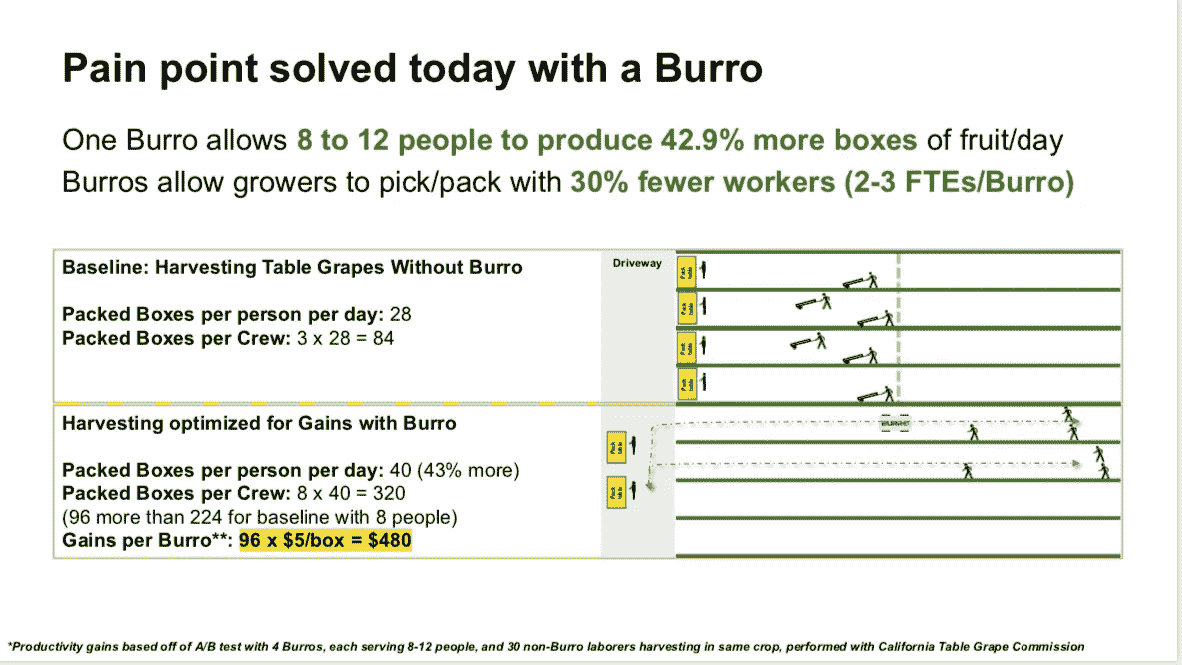 Pain point solved today with a Burro
One Burro allows 8 to 12 people to produce 42.9% more boxes of fruit/day
Burros allow growers to pick/pack with 30% fewer workers (2-3 FTEs/Burro)
Baseline: Harvesting Table Grapes Without Burro
Packed Boxes per person per day: 28
Packed Boxes per Crew: 3 x 28 = 84
Driveway
Pack table
Pack table
Pack table
Pack table
Harvesting optimized for Gains with Burro
Packed Boxes per person per day: 40 (43% more)
Packed Boxes per Crew: 8 x 40 = 320
(96 more than 224 for baseline with 8 people)
Gains per Burro**: 96 x $5/box = $480
Pack table
Pack table
BURRO
*Productivity gains based off of A/B test with 4 Burros, each serving 8-12 people, and 30 non-Burro laborers harvesting in same crop, performed with California Table Grape Commission